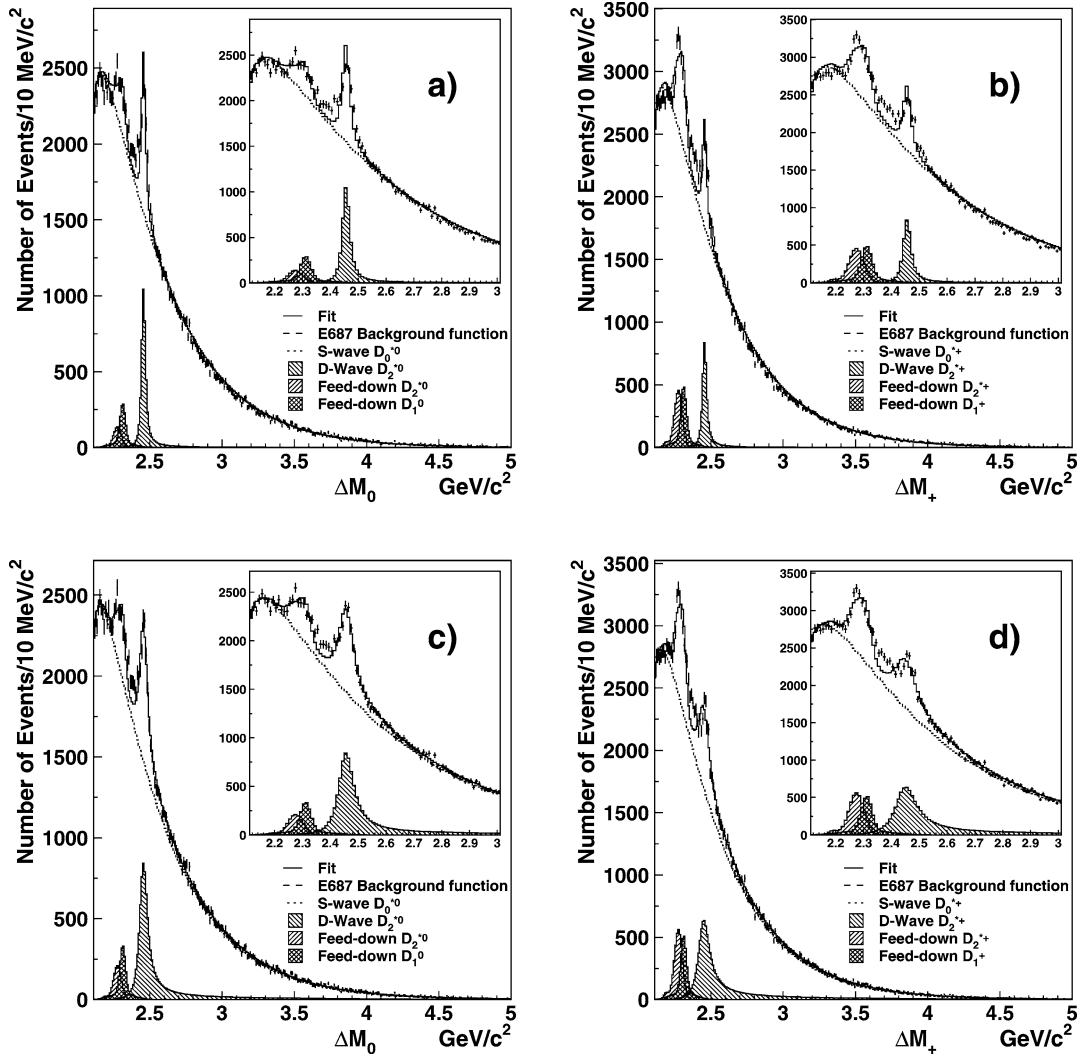 Number of Events/10 MeV/c²
2500
2000
1500
1000
500
0
2.5 3 3.5 4 4.5 5
ΔM₀ GeV/c²
a)
2500
2000
1500
1000
500
0
2.2 2.3 2.4 2.5 2.6 2.7 2.8 2.9 3
Fit
E687 Background function
S-wave D₀*⁰
D-Wave D₂*⁰
Feed-down D₂*⁰
Feed-down D₁⁰
Number of Events/10 MeV/c²
3500
3000
2500
2000
1500
1000
500
0
2.5 3 3.5 4 4.5 5
ΔM₊ GeV/c²
b)
3500
3000
2500
2000
1500
1000
500
0
2.2 2.3 2.4 2.5 2.6 2.7 2.8 2.9 3
Fit
E687 Background function
S-wave D₀*⁺
D-Wave D₂*⁺
Feed-down D₂*⁺
Feed-down D₁⁺
Number of Events/10 MeV/c²
2500
2000
1500
1000
500
0
2.5 3 3.5 4 4.5 5
ΔM₀ GeV/c²
c)
2500
2000
1500
1000
500
0
2.2 2.3 2.4 2.5 2.6 2.7 2.8 2.9 3
Fit
E687 Background function
S-wave D₀*⁰
D-Wave D₂*⁰
Feed-down D₂*⁰
Feed-down D₁⁰
Number of Events/10 MeV/c²
3500
3000
2500
2000
1500
1000
500
0
2.5 3 3.5 4 4.5 5
ΔM₊ GeV/c²
d)
3500
3000
2500
2000
1500
1000
500
0
2.2 2.3 2.4 2.5 2.6 2.7 2.8 2.9 3
Fit
E687 Background function
S-wave D₀*⁺
D-Wave D₂*⁺
Feed-down D₂*⁺
Feed-down D₁⁺